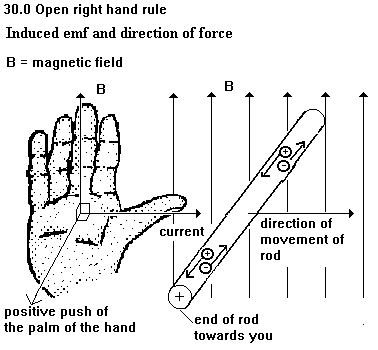 30.0 Open right hand rule
Induced emf and direction of force
B = magnetic field
B
B
+
-
current
direction of
movement of
rod
+
-
positive push of
the palm of the hand
+
end of rod
towards you